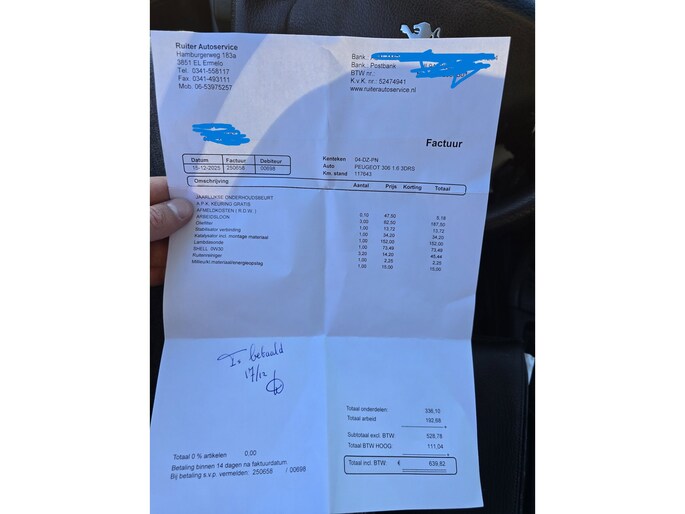 Ruiter Autoservice
Hamburgerweg 183a
3851 EL Ermelo
Tel. 0341-558117
Fax. 0341-493111
Mob. 06-53975257
Bank.:
Bank.: Postbank
BTW nr.:
K.v.K. nr.: 52474941
www.ruiterautoservice.nl
Factuur
Datum Factuur Debiteur
16-12-2025 250658 00698
Kenteken 04-DZ-PN
Auto PEUGEOT 306 1.6 3DRS
Km. stand 117643
Omschrijving Aantal Prijs Korting Totaal
JAARLIJKSE ONDERHOUDSBEURT
A.P.K. KEURING GRATIS
AFMELDKOSTEN ( R.D.W. ) 0,10 47,50
ARBEIDSLOON 3,00 62,50 187,50
Oliefilter 1,00 13,72 13,72
Stabilisator verbinding 1,00 34,20 34,20
Katalysator incl. montage materiaal 1,00 152,00 152,00
Lambdasonde 1,00 73,49 73,49
SHELL 5W30 3,20 14,20 45,44
Ruitenreiniger 1,00 2,25 2,25
Milieu/kl.materiaal/energieopslag 1,00 15,00 15,00
Is betaald
17/12
Totaal onderdelen: 336,10
Totaal arbeid 192,68
Subtotaal excl. BTW 528,78
Totaal BTW HOOG 111,04
Totaal incl. BTW: € 639,82
Totaal 0 % artikelen 0,00
Betaling binnen 14 dagen na faktuurdatum.
Bij betaling s.v.p. vermelden: 250658 / 00698